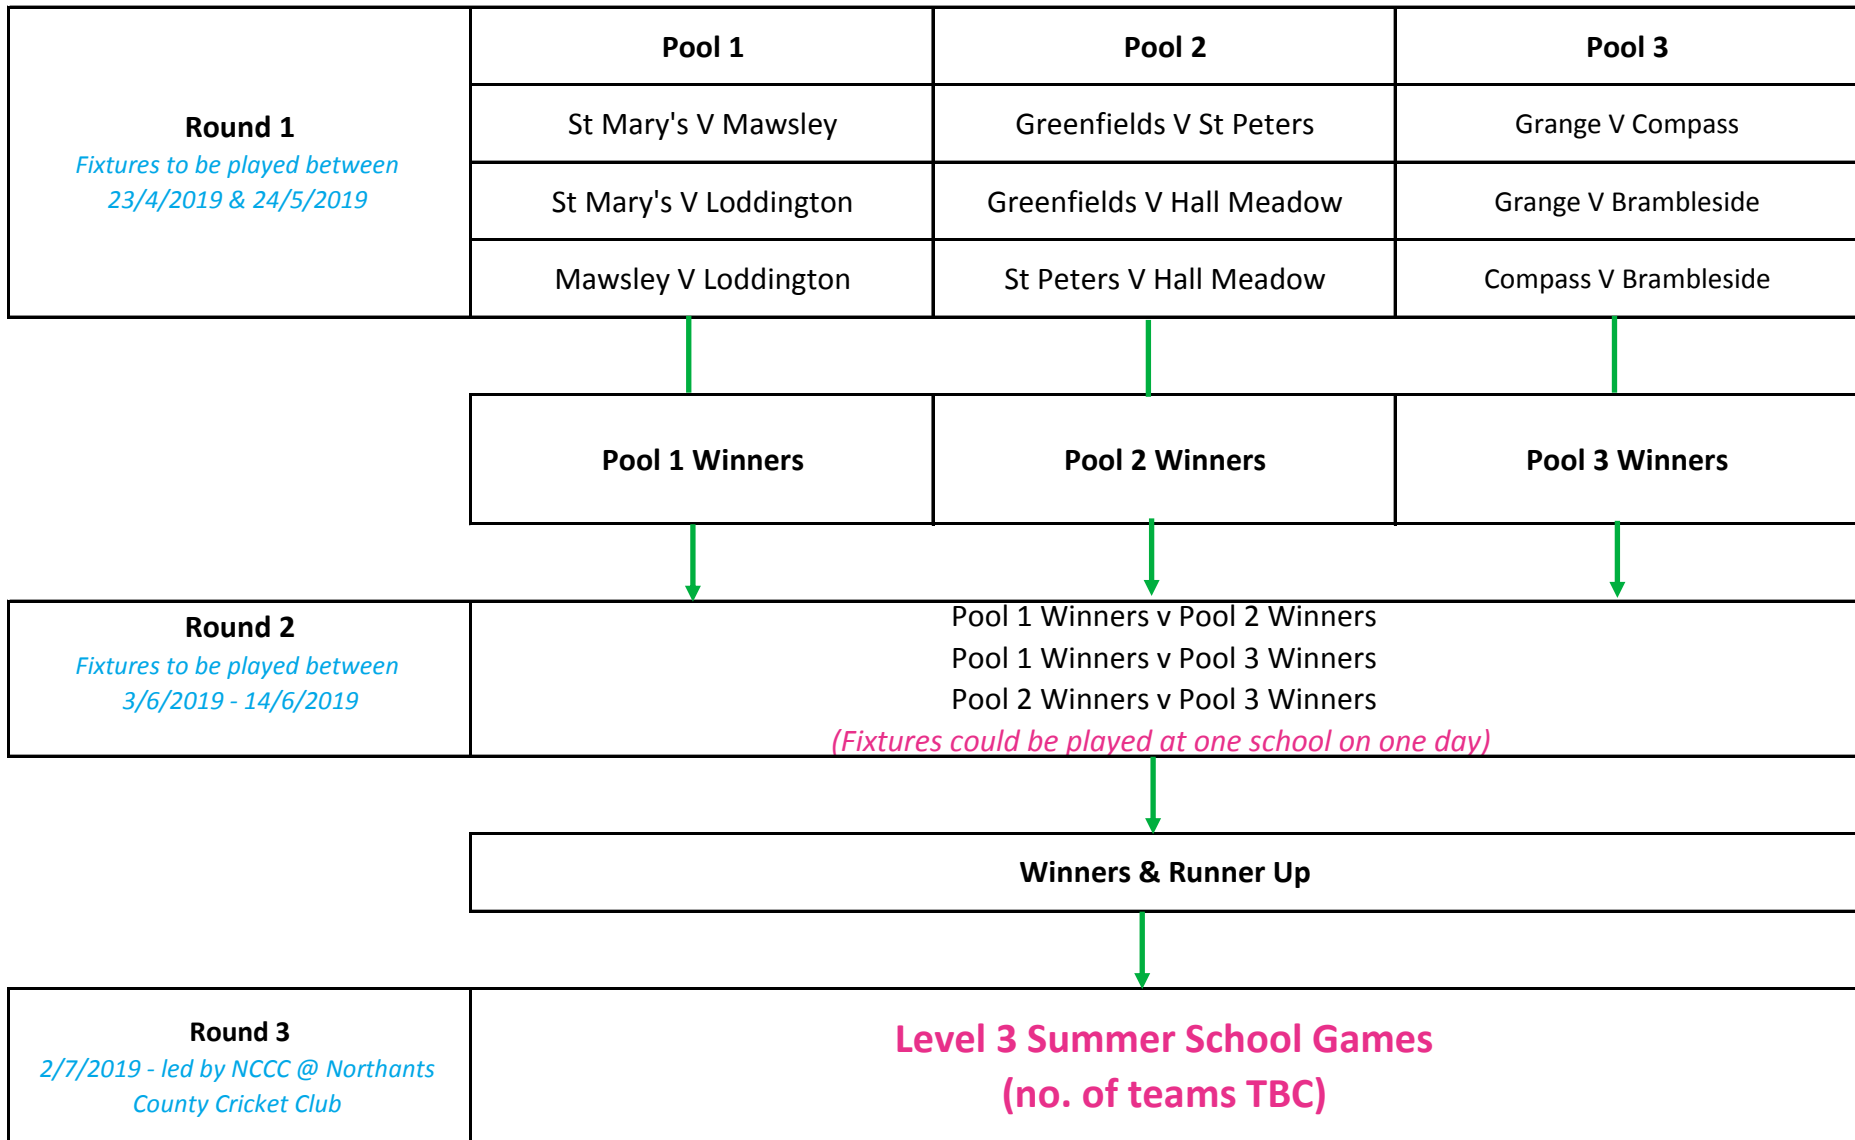 Pool 1
Pool 2
Pool 3
Round 1
Fixtures to be played between
23/4/2019 & 24/5/2019
St Mary's V Mawsley
Greenfields V St Peters
Grange V Compass
St Mary's V Loddington
Greenfields V Hall Meadow
Grange V Brambleside
Mawsley V Loddington
St Peters V Hall Meadow
Compass V Brambleside
Pool 1 Winners
Pool 2 Winners
Pool 3 Winners
Round 2
Fixtures to be played between
3/6/2019 - 14/6/2019
Pool 1 Winners v Pool 2 Winners
Pool 1 Winners v Pool 3 Winners
Pool 2 Winners v Pool 3 Winners
(Fixtures could be played at one school on one day)
Winners & Runner Up
Round 3
2/7/2019 - led by NCCC @ Northants
County Cricket Club
Level 3 Summer School Games
(no. of teams TBC)